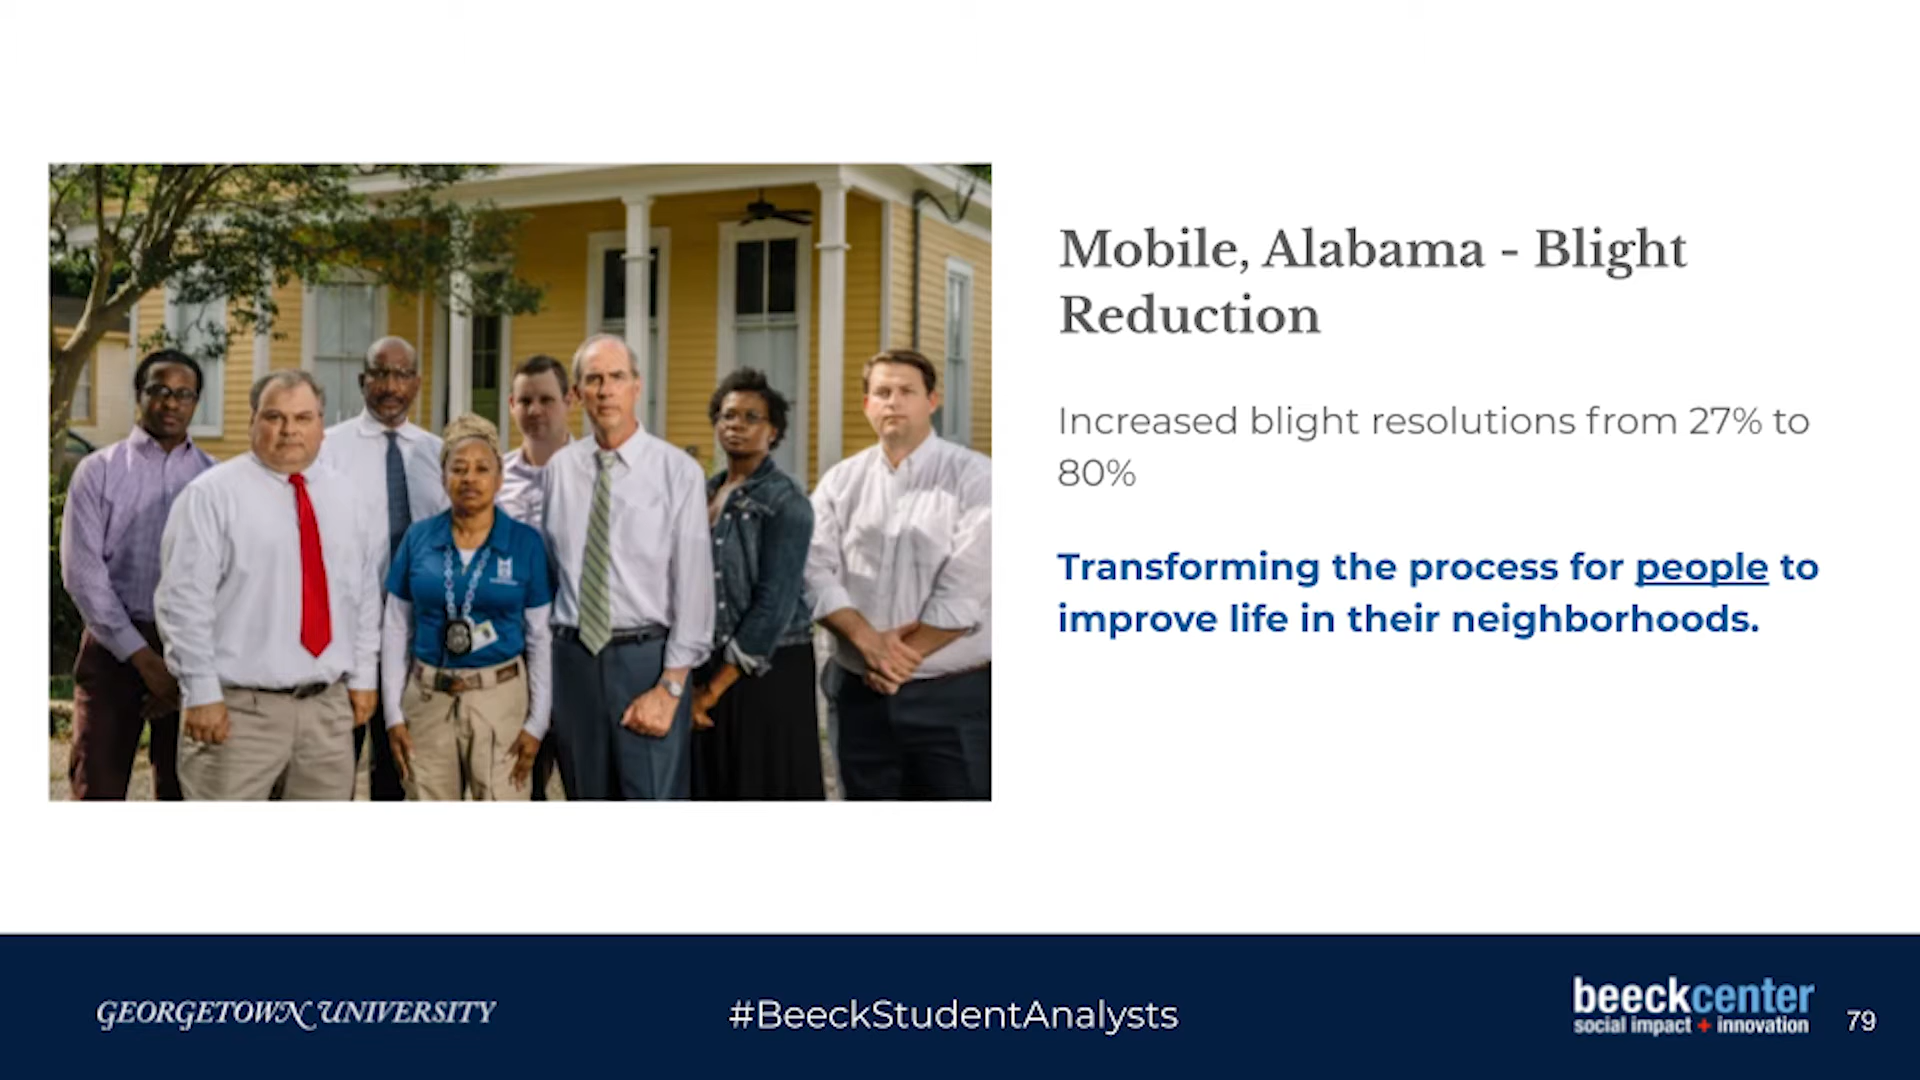 Mobile, Alabama - Blight
Reduction
Increased blight resolutions from 27% to
80%
Transforming the process for people to
improve life in their neighborhoods.
GEORGETOWN UNIVERSITY
#BeeckStudentAnalysts
beeckcenter
social impact + innovation
79